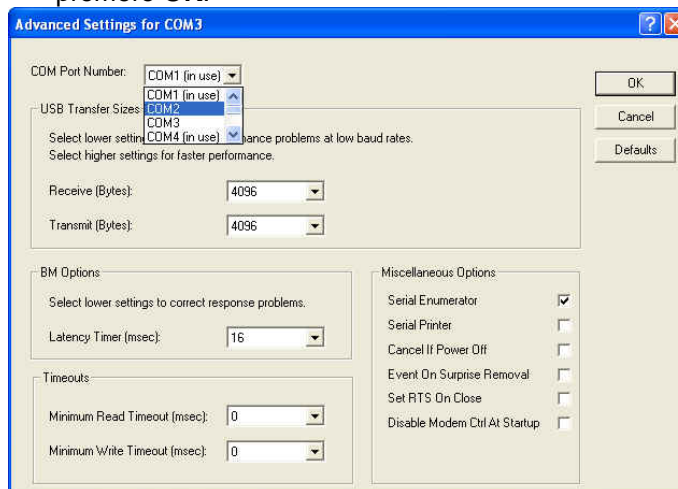 Advanced Settings for COM3
COM Port Number: COM1 (in use)
COM1 (in use)
COM2
COM3
COM4 (in use)
OK
Cancel
Defaults
USB Transfer Sizes
Select lower settin ance problems at low baud rates.
Select higher settings for faster performance.
Receive (Bytes): 4096
Transmit (Bytes): 4096
BM Options
Select lower settings to correct response problems.
Latency Timer (msec): 16
Timeouts
Minimum Read Timeout (msec): 0
Minimum Write Timeout (msec): 0
Miscellaneous Options
Serial Enumerator
Serial Printer
Cancel If Power Off
Event On Surprise Removal
Set RTS On Close
Disable Modem Ctrl At Startup